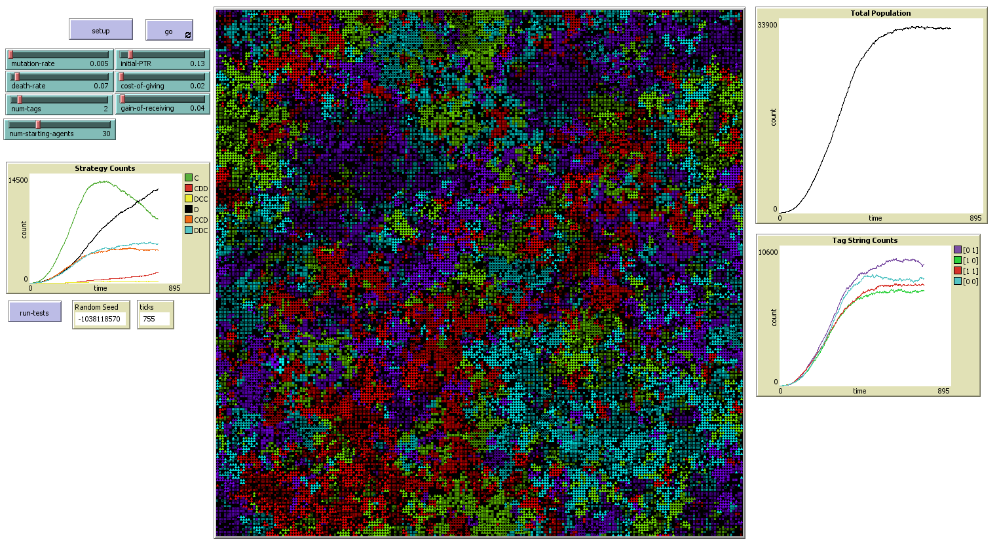 setup
go
mutation-rate 0.005
initial-PTR 0.13
death-rate 0.07
cost-of-giving 0.02
num-tags 2
gain-of-receiving 0.04
num-starting-agents 30
Strategy Counts
14500
count
0
0
time
895
C
CDD
DCC
D
CCD
DDC
run-tests
Random Seed
-1038118570
ticks
755
Total Population
33900
count
0
0
time
895
Tag String Counts
10600
count
0
0
time
895
[0 1]
[1 0]
[1 1]
[0 0]